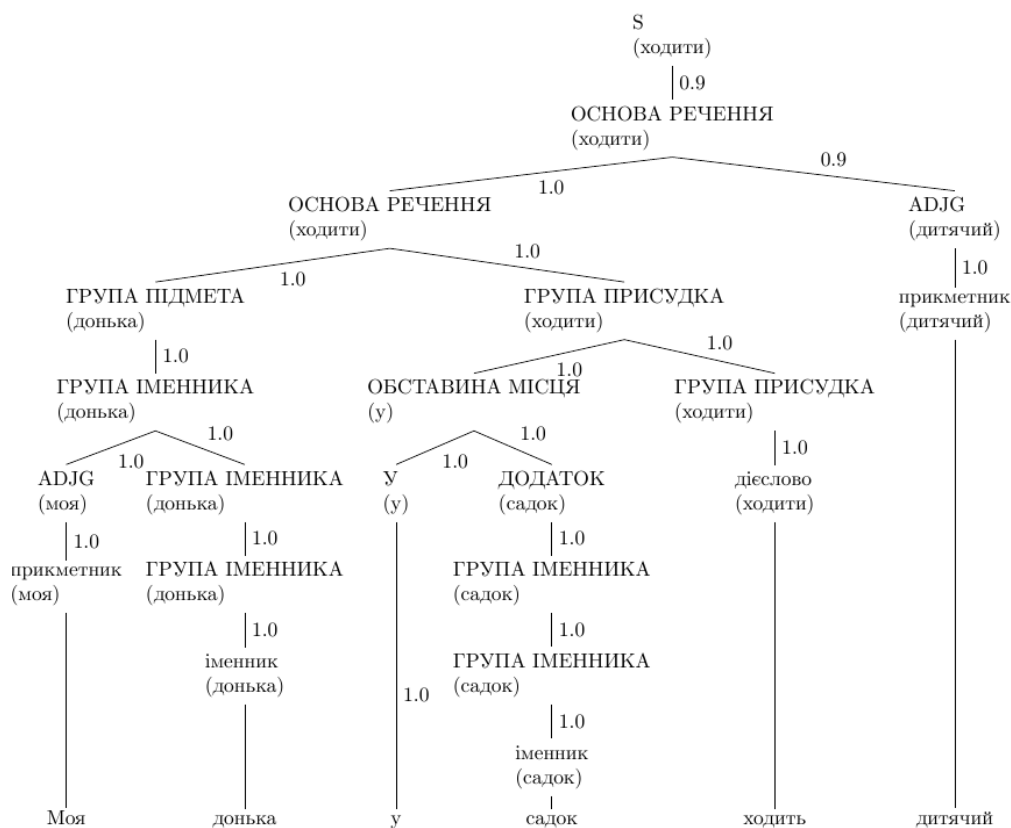 S
(ходити)
0.9
ОСНОВА РЕЧЕННЯ
(ходити)
1.0 0.9
ОСНОВА РЕЧЕННЯ ADJG
(ходити) (дитячий)
1.0 1.0 1.0
ГРУПА ПІДМЕТА ГРУПА ПРИСУДКА прикметник
(донька) (ходити) (дитячий)
1.0 1.0 1.0
ГРУПА ІМЕННИКА ОБСТАВИНА МІСЦЯ ГРУПА ПРИСУДКА
(донька) (у) (ходити)
1.0 1.0 1.0 1.0 1.0
ADJG ГРУПА ІМЕННИКА У ДОДАТОК дієслово
(моя) (донька) (у) (садок) (ходити)
1.0 1.0 1.0
прикметник ГРУПА ІМЕННИКА ГРУПА ІМЕННИКА
(моя) (донька) (садок)
1.0 1.0
іменник ГРУПА ІМЕННИКА
(донька) (садок)
1.0 1.0
іменник
(садок)
Моя донька у садок ходить дитячий